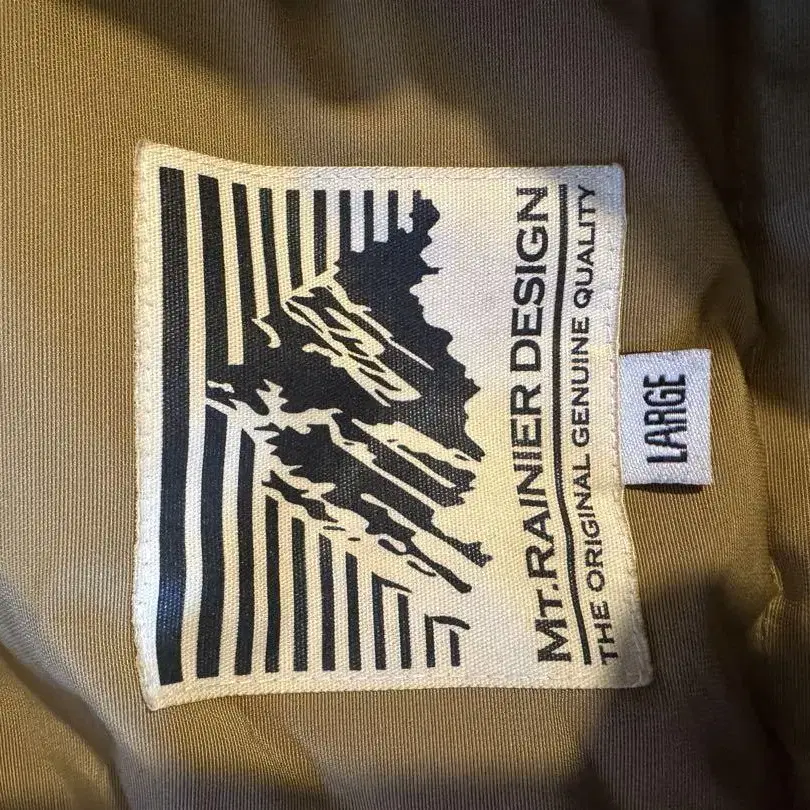 MT.RAINIER DESIGN
THE ORIGINAL GENUINE QUALITY
LARGE